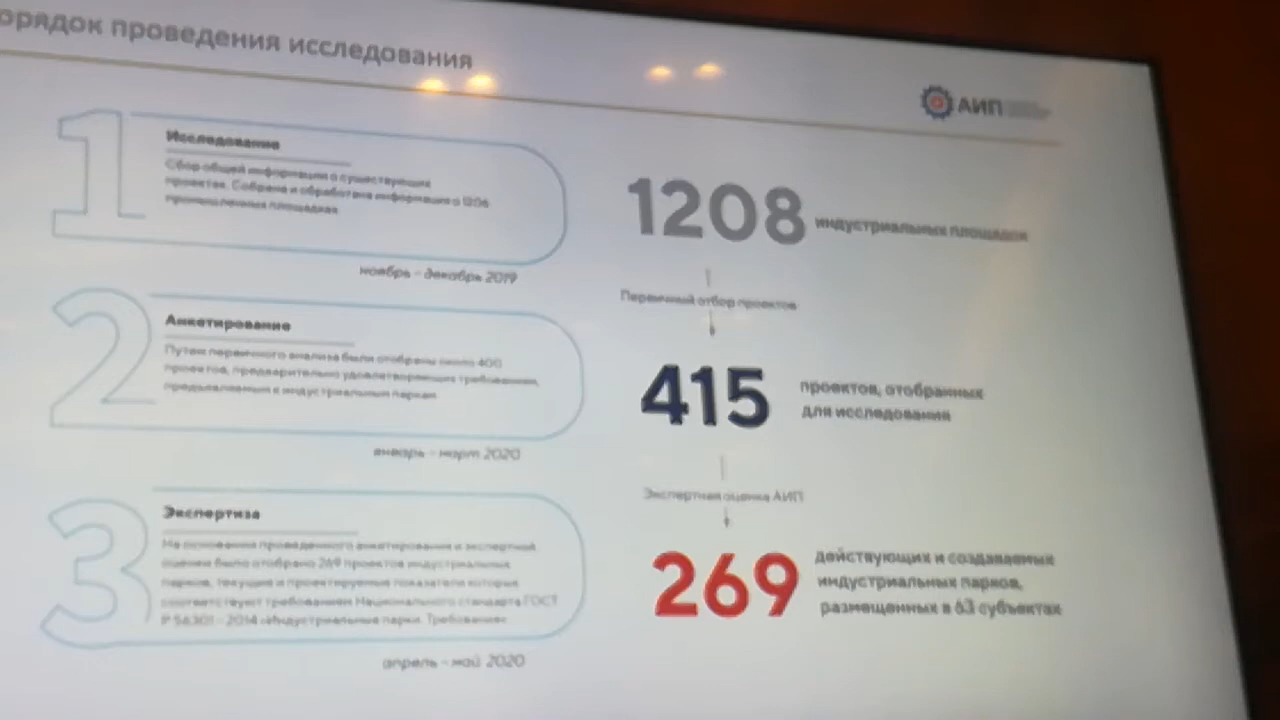 орядок проведения исследования
АИП
1
Исследование
Сбор общей информации о существующих
проектах. Собрана и обработана информация о 1208
промышленных площадках
ноябрь - декабрь 2019
2
Анкетирование
Путем первичного анализа были отобраны около 400
проектов, предварительно удовлетворяющих требованиям,
предъявляемым к индустриальным паркам
январь - март 2020
3
Экспертиза
На основании проведенного анкетирования и экспертной
оценки было отобрано 269 проектов индустриальных
парков, текущие и проектируемые показатели которых
соответствуют требованиям Национального стандарта ГОСТ
Р 56301 - 2014 «Индустриальные парки. Требования»
апрель - май 2020
1208 индустриальных площадок
Первичный отбор проектов
415 проектов, отобранных
для исследования
Экспертная оценка АИП
269 действующих и создаваемых
индустриальных парков,
размещенных в 63 субъектах